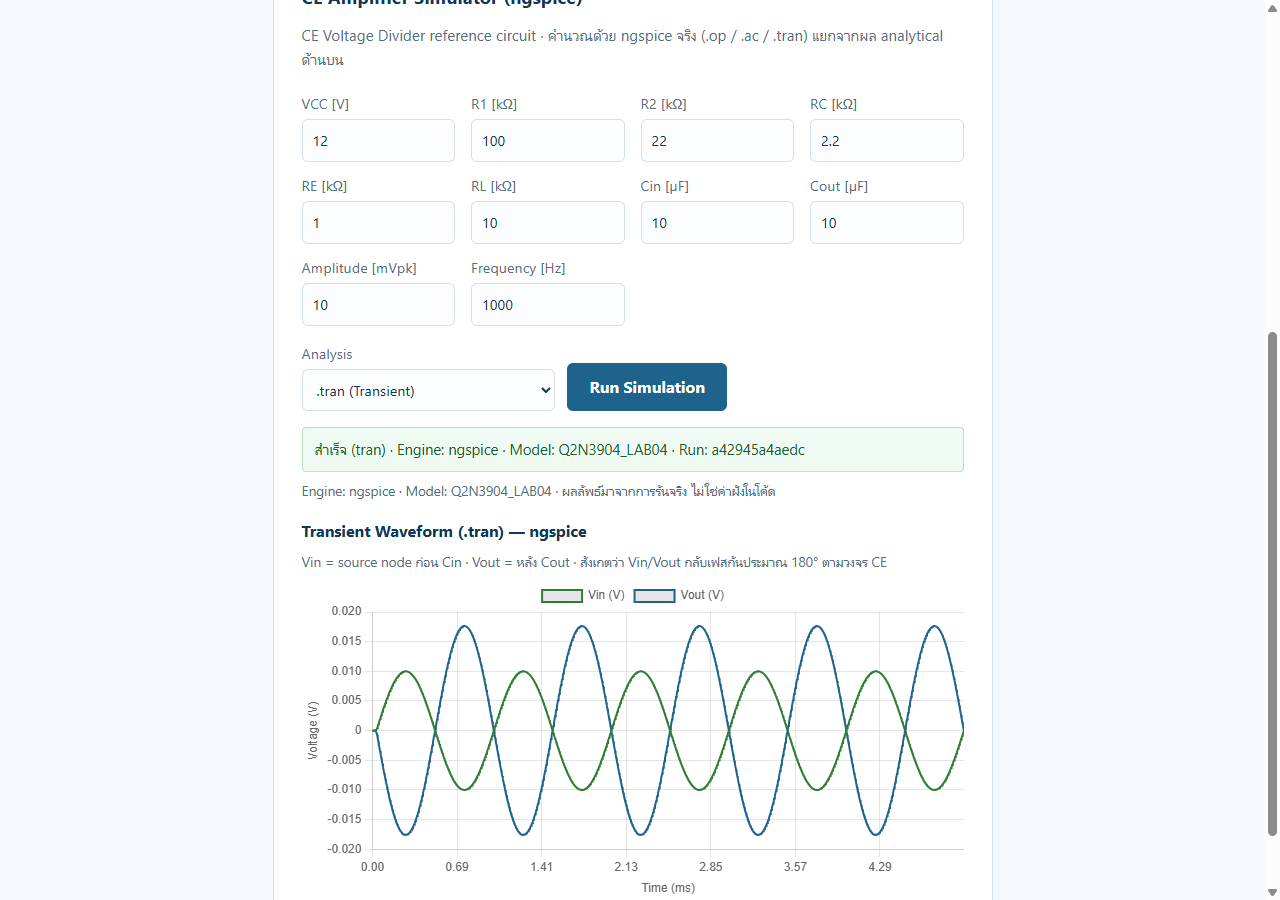 CE Amplifier Simulator (ngspice)
CE Voltage Divider reference circuit · คำนวณด้วย ngspice จริง (.op / .ac / .tran) แยกจากผล analytical
ด้านบน
VCC [V] R1 [kΩ] R2 [kΩ] RC [kΩ]
12 100 22 2.2
RE [kΩ] RL [kΩ] Cin [µF] Cout [µF]
1 10 10 10
Amplitude [mVpk] Frequency [Hz]
10 1000
Analysis
.tran (Transient) Run Simulation
สำเร็จ (tran) · Engine: ngspice · Model: Q2N3904_LAB04 · Run: a42945a4aedc
Engine: ngspice · Model: Q2N3904_LAB04 · ผลลัพธ์มาจากการรันจริง ไม่ใช่ค่าฝังในโค้ด
Transient Waveform (.tran) — ngspice
Vin = source node ก่อน Cin · Vout = หลัง Cout · สังเกตว่า Vin/Vout กลับเฟสกันประมาณ 180° ตามวงจร CE
Vin (V) Vout (V)
0.020
0.015
0.010
0.005
0
-0.005
-0.010
-0.015
-0.020
Voltage (V)
0.00 0.69 1.41 2.13 2.85 3.57 4.29
Time (ms)